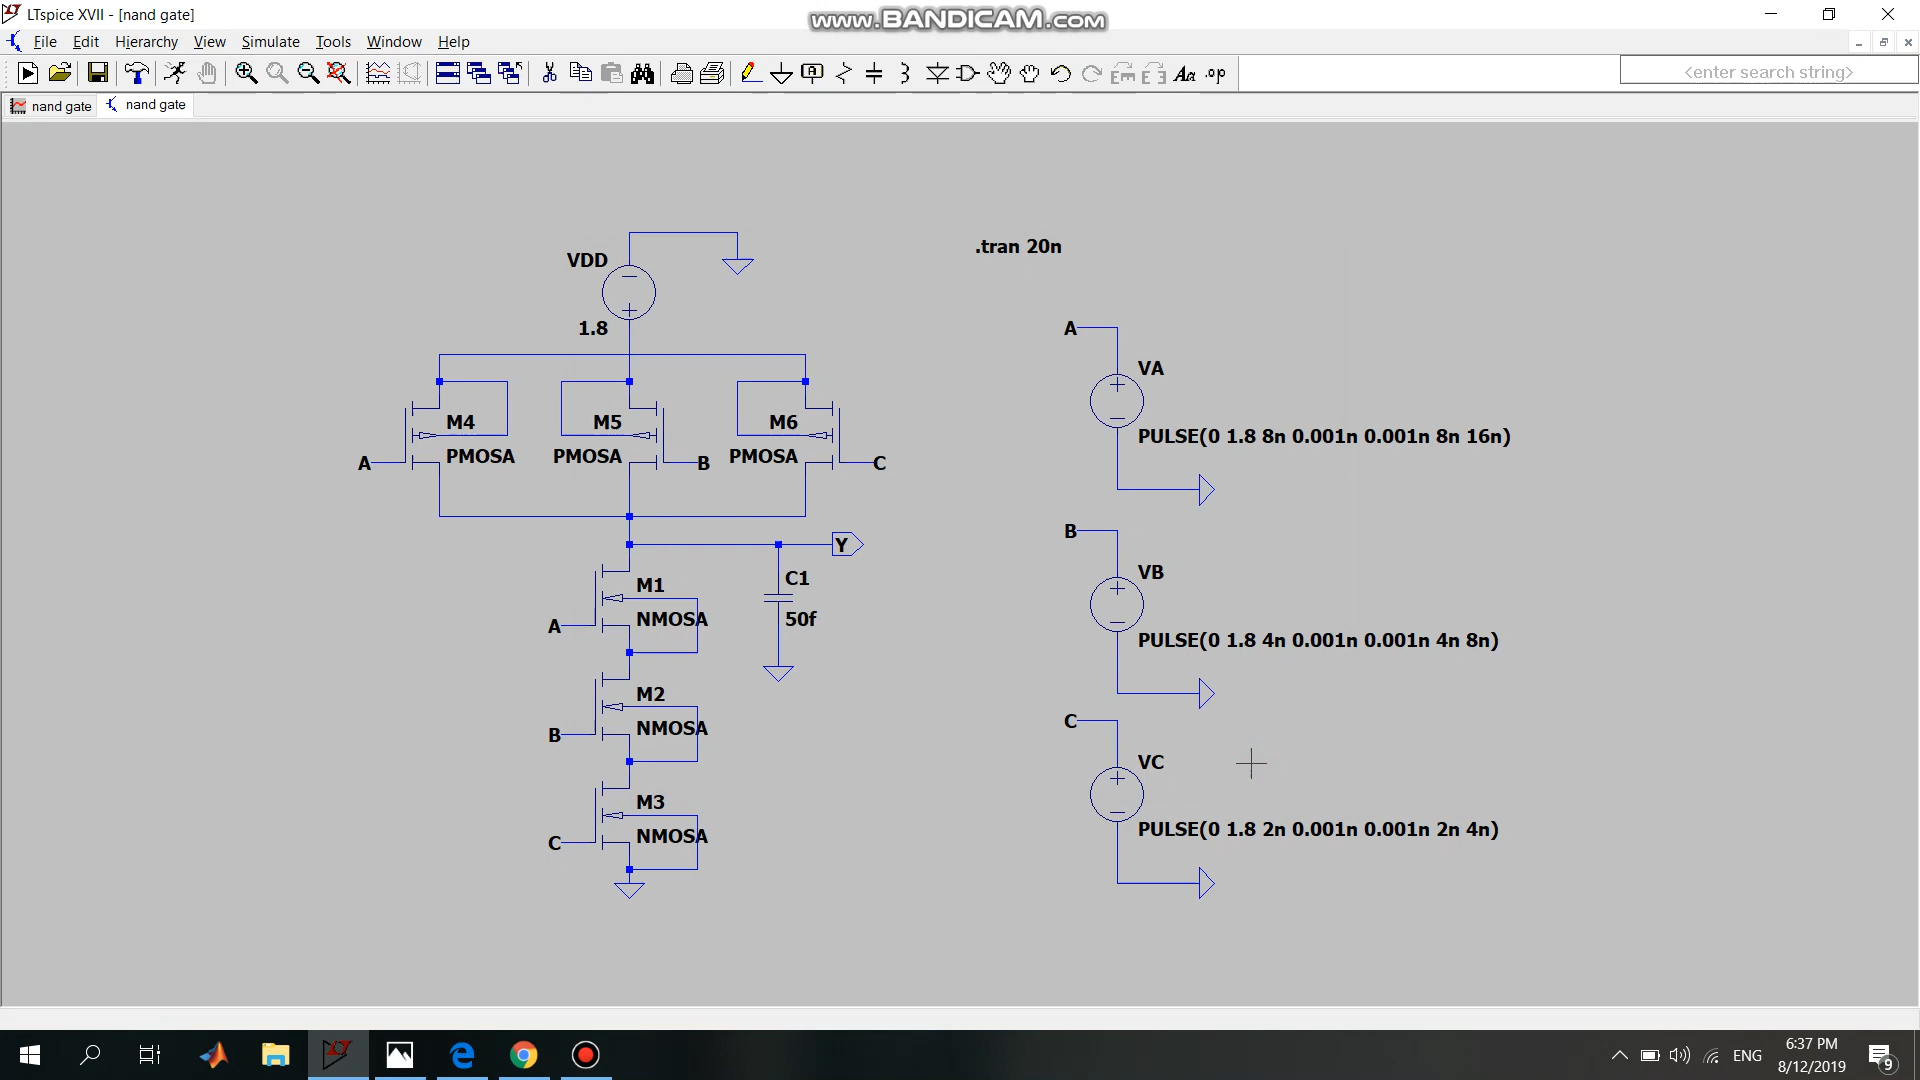 LTspice XVII - [nand gate]
www.BANDICAM.com
File Edit Hierarchy View Simulate Tools Window Help
.op
<enter search string>
nand gate
nand gate
VDD
1.8
.tran 20n
A
VA
PULSE(0 1.8 8n 0.001n 0.001n 8n 16n)
M4
PMOSA
A
M5
PMOSA
B
M6
PMOSA
C
B
VB
PULSE(0 1.8 4n 0.001n 0.001n 4n 8n)
Y
C1
50f
M1
NMOSA
A
M2
NMOSA
B
M3
NMOSA
C
C
VC
PULSE(0 1.8 2n 0.001n 0.001n 2n 4n)
ENG
6:37 PM
8/12/2019
9